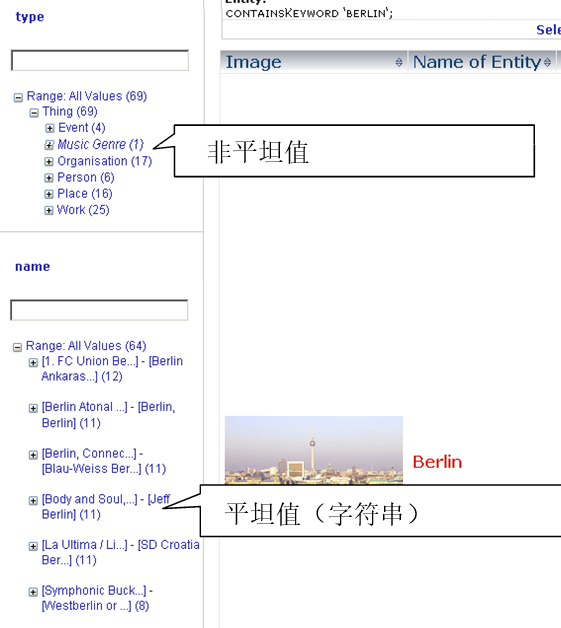 type
Range: All Values (69)
Thing (69)
Event (4)
Music Genre (1)
Organisation (17)
Person (6)
Place (16)
Work (25)
name
Range: All Values (64)
[1. FC Union Be...] - [Berlin
Ankaras...] (12)
[Berlin Atonal ...] - [Berlin,
Berlin] (11)
[Berlin, Connec...] -
[Blau-Weiss Ber...] (11)
[Body and Soul,...] - [Jeff
Berlin] (11)
[La Ultima / Li...] - [SD Croatia
Ber...] (11)
[Symphonic Buck...] -
[Westberlin or ...] (8)
Entity:
CONTAINSKEYWORD 'BERLIN';
Sele
Image
Name of Entity
非平坦值
Berlin
平坦值（字符串）